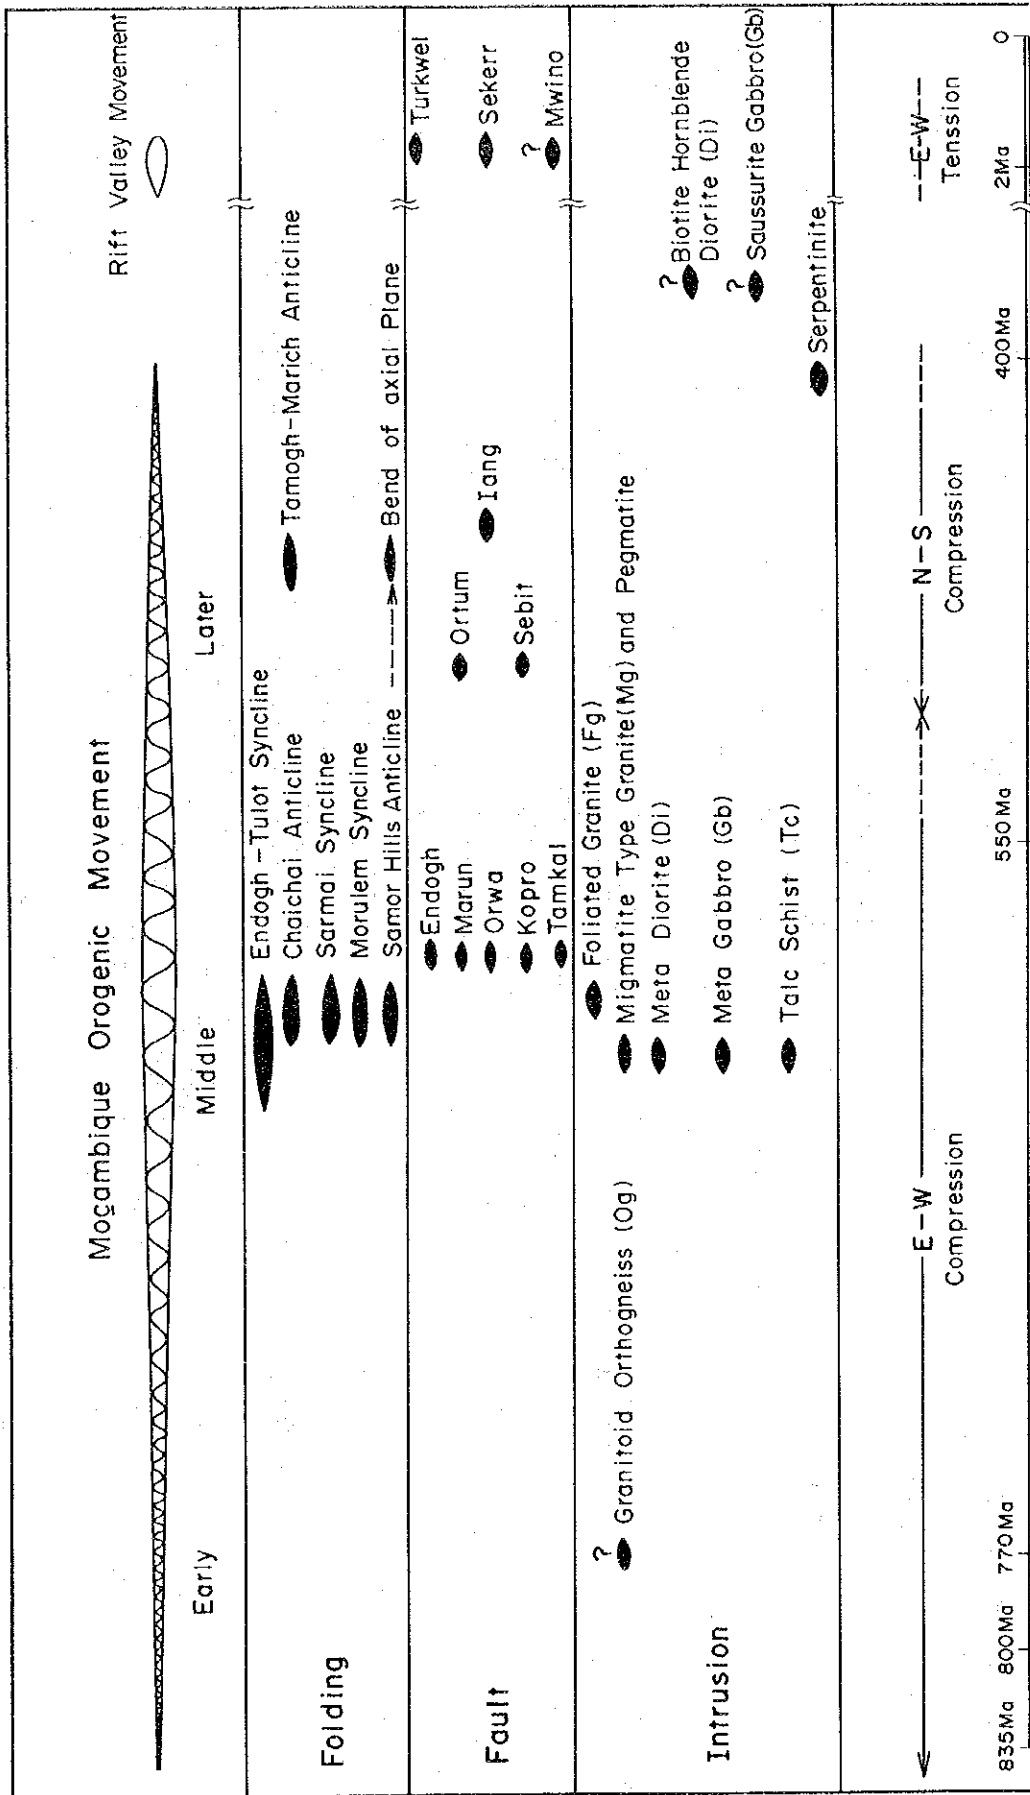 Moçambique Orogenic Movement
Rift Valley Movement
Early
Middle
Later
Folding
Endogh-Tulot Syncline
Chaichai Anticline
Tamogh-Marich Anticline
Sarmai Syncline
Morulem Syncline
Samor Hills Anticline
Bend of axial Plane
Fault
Endogh
Turkwel
Marun
Ortum
Orwa
Iang
Sekerr
Kopro
Sebit
?
Tamkal
Mwino
Intrusion
Foliated Granite (Fg)
?
Granitoid Orthogneiss (Og)
Migmatite Type Granite (Mg) and Pegmatite
Meta Diorite (Di)
?
Biotite Hornblende
Diorite (Di)
Meta Gabbro (Gb)
?
Saussurite Gabbro (Gb)
Talc Schist (Tc)
Serpentinite
E-W
Compression
N-S
Compression
E-W
Tenssion
835Ma
800Ma
770Ma
550Ma
400Ma
2Ma
0